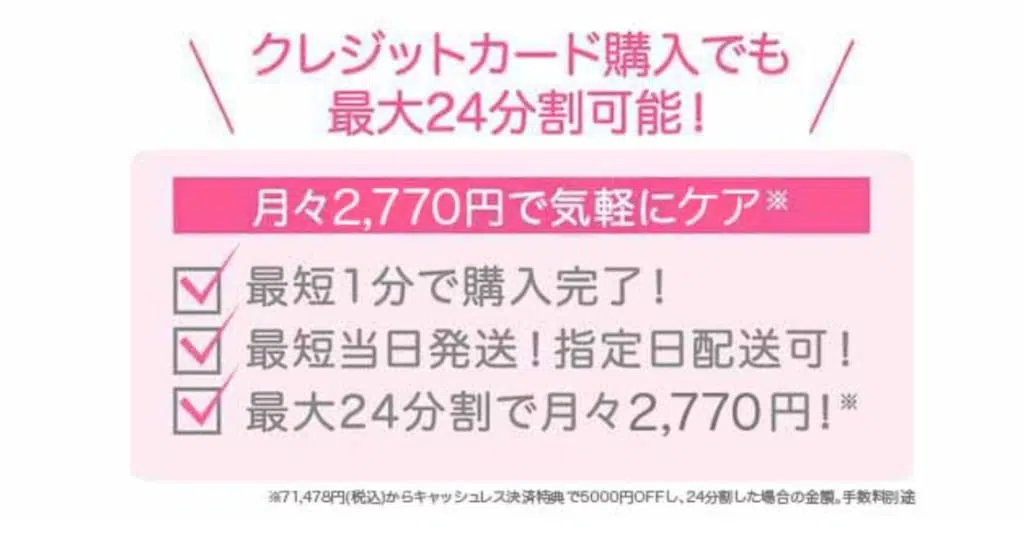 クレジットカード購入でも
最大24分割可能!
月々2,770円で気軽にケア※
最短1分で購入完了!
最短当日発送!指定日配送可!
最大24分割で月々2,770円!※
※71,478円(税込)からキャッシュレス決済特典で5000円OFFし、24分割した場合の金額。手数料別途